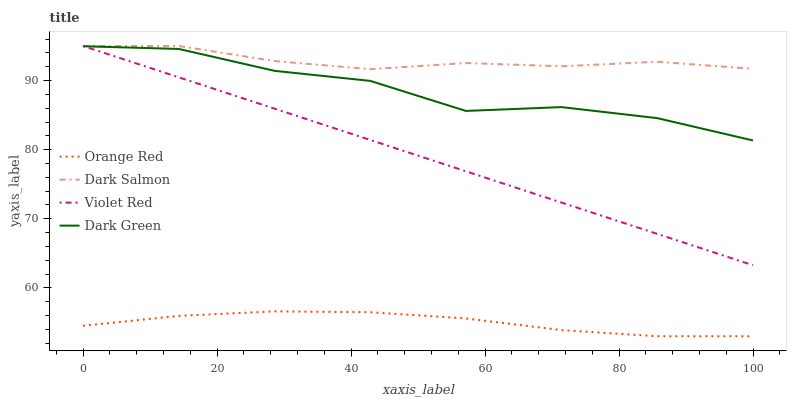 title
yaxis_label
90
80
70
60
Orange Red
Dark Salmon
Violet Red
Dark Green
0 20 40 60 80 100
xaxis_label